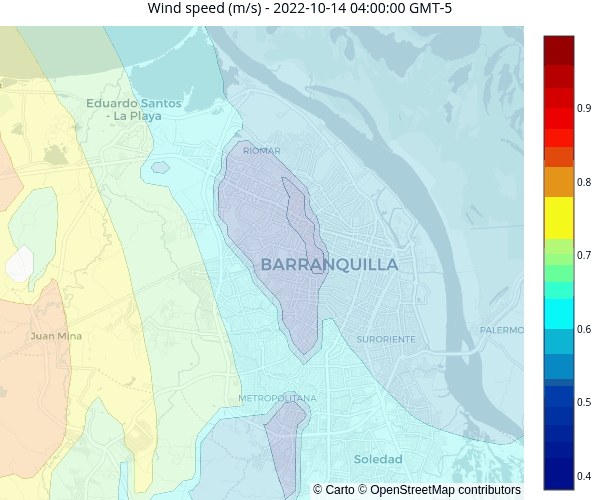 Wind speed (m/s) - 2022-10-14 04:00:00 GMT-5
Eduardo Santos
- La Playa
RIOMAR
BARRANQUILLA
Juan Mina
SURORIENTE
PALERMO
METROPOLITANA
Soledad
© Carto © OpenStreetMap contributors
0.9
0.8
0.7
0.6
0.5
0.4